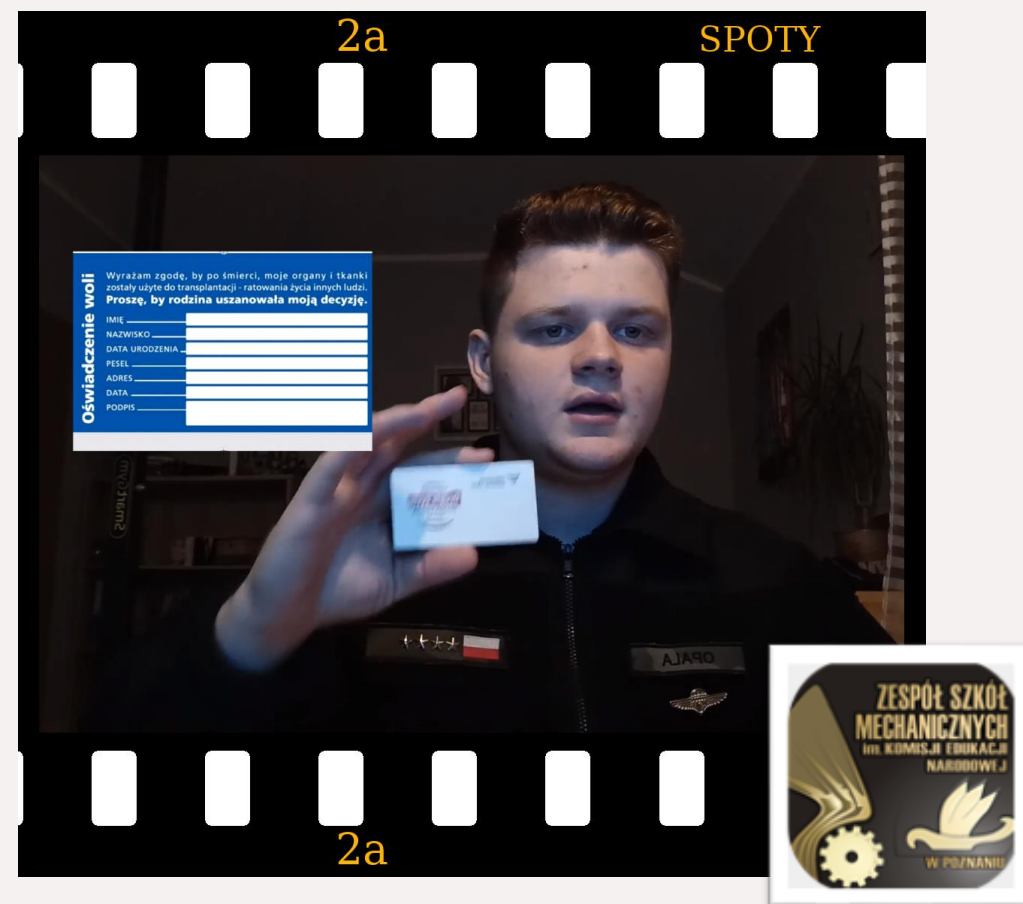 2a
SPOTY
Oświadczenie woli
Wyrażam zgodę, by po śmierci, moje organy i tkanki
zostały użyte do transplantacji - ratowania życia innych ludzi.
Proszę, by rodzina uszanowała moją decyzję.
IMIĘ
NAZWISKO
DATA URODZENIA
PESEL
ADRES
DATA
PODPIS
Smartgym
OPALA
ZESPÓŁ SZKÓŁ
MECHANICZNYCH
im. KOMISJI EDUKACJI
NARODOWEJ
W POZNANIU
2a